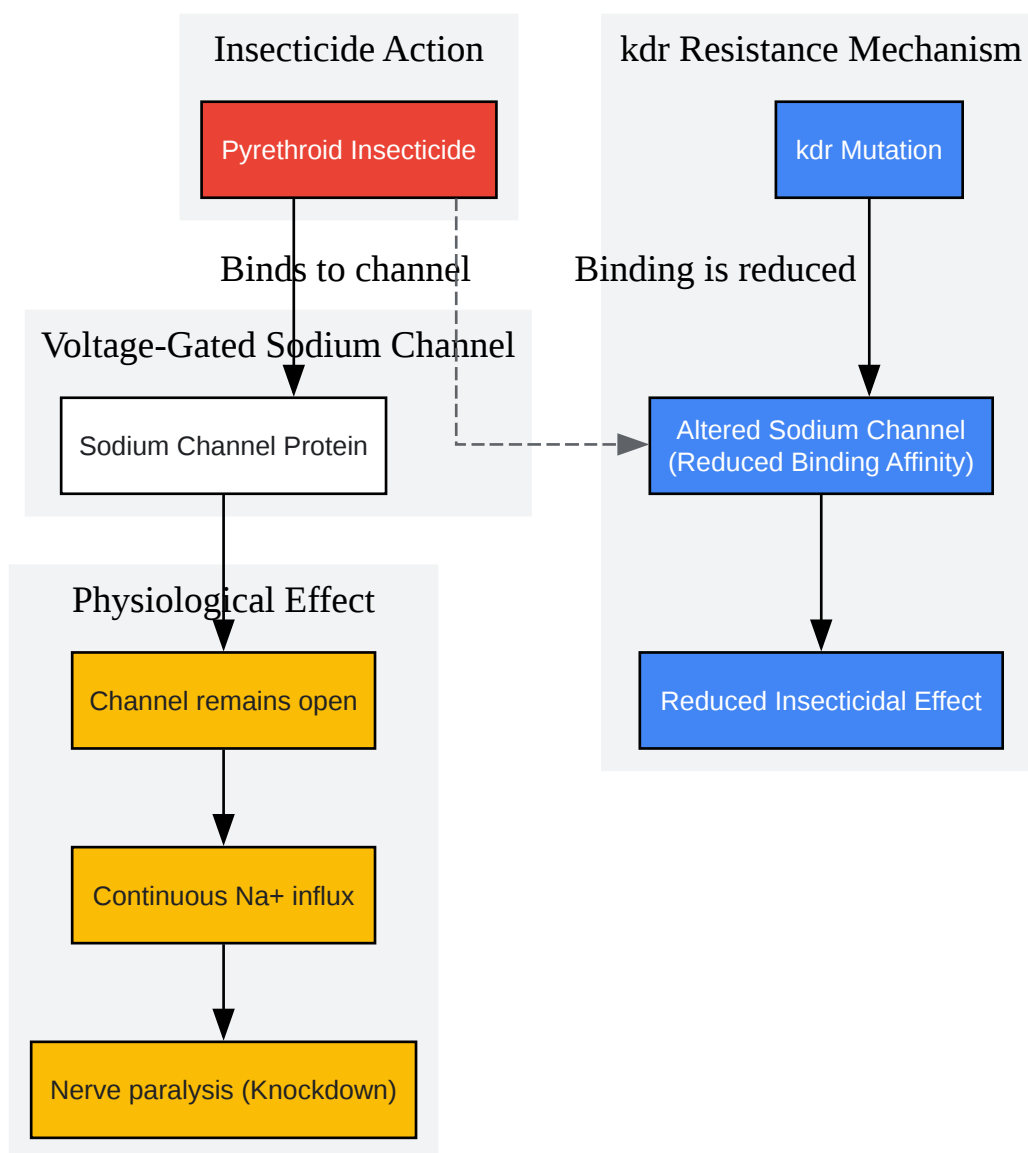 Insecticide Action
Pyrethroid Insecticide
Binds to channel
Voltage-Gated Sodium Channel
Sodium Channel Protein
Physiological Effect
Channel remains open
Continuous Na+ influx
Nerve paralysis (Knockdown)
kdr Resistance Mechanism
kdr Mutation
Binding is reduced
Altered Sodium Channel
(Reduced Binding Affinity)
Reduced Insecticidal Effect